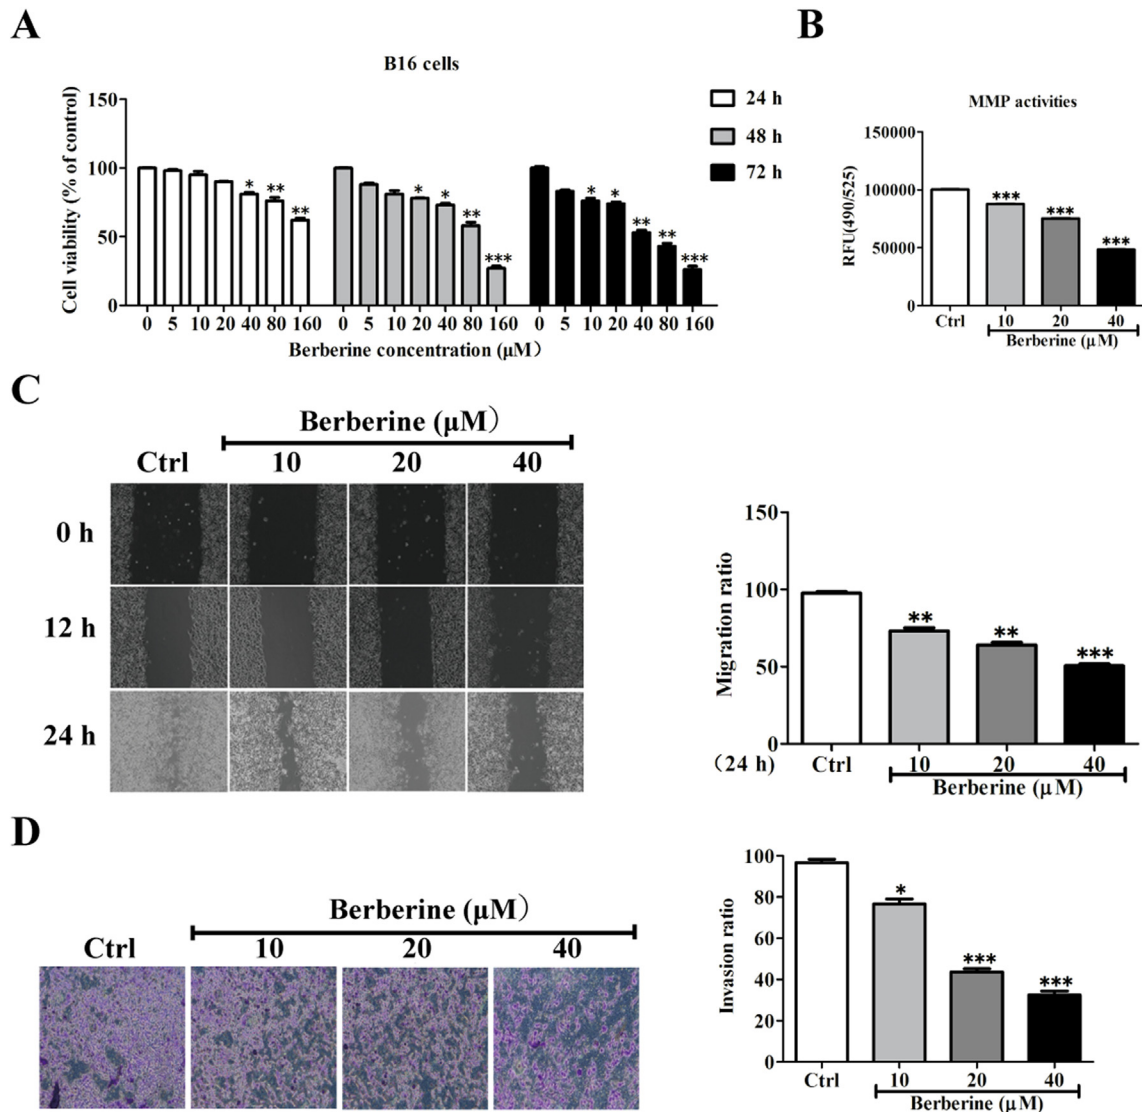 A
B16 cells
Cell viability (% of control)
150
100
50
0
* ** ** * * ** *** * * ** ** ***
0 5 10 20 40 80 160 0 5 10 20 40 80 160 0 5 10 20 40 80 160
Berberine concentration (μM)
24 h
48 h
72 h
B
MMP activities
RFU(490/525)
150000
100000
50000
0
*** *** ***
Ctrl 10 20 40
Berberine (μM)
C
Berberine (μM)
Ctrl 10 20 40
0 h
12 h
24 h
Migration ratio
150
100
50
0
** ** ***
(24 h) Ctrl 10 20 40
Berberine (μM)
D
Berberine (μM)
Ctrl 10 20 40
Invasion ratio
100
80
60
40
20
0
* *** ***
Ctrl 10 20 40
Berberine (μM)